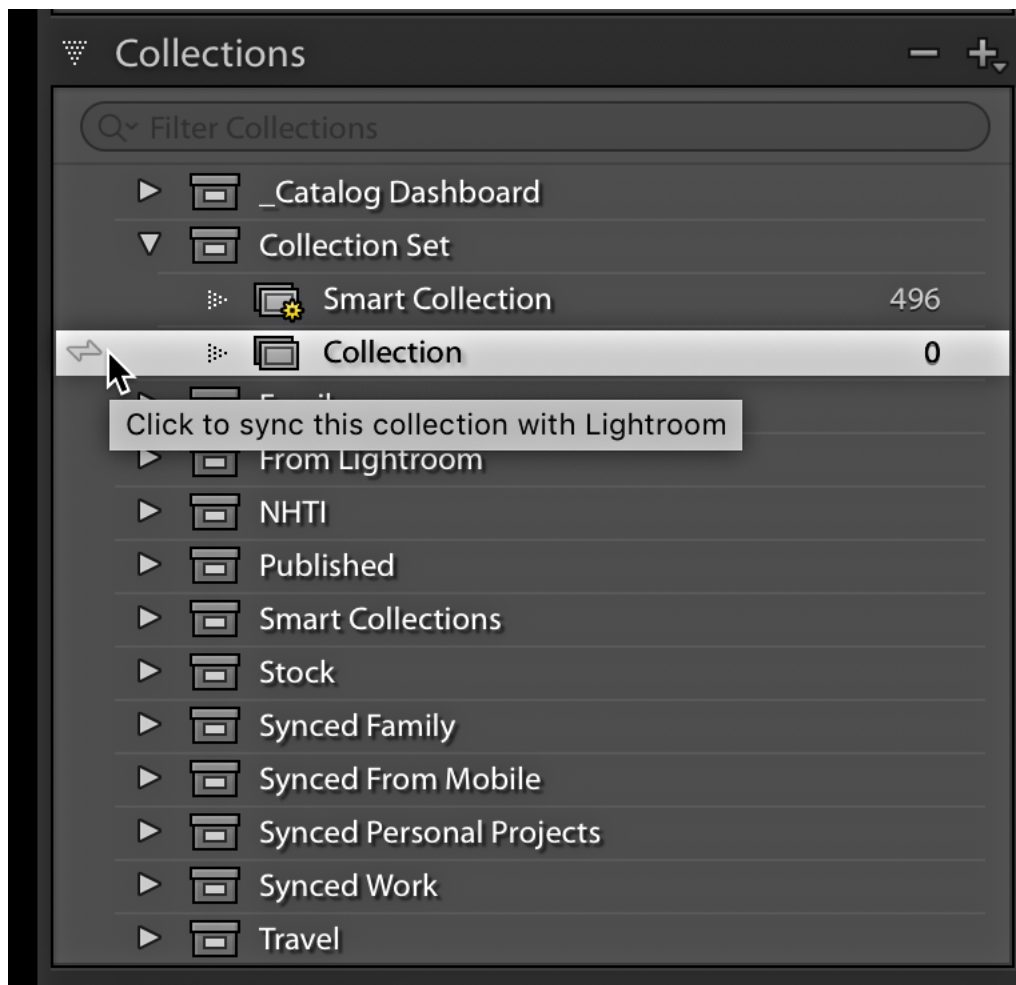 Collections
Filter Collections
_Catalog Dashboard
Collection Set
Smart Collection 496
Collection 0
Click to sync this collection with Lightroom
From Lightroom
NHTI
Published
Smart Collections
Stock
Synced Family
Synced From Mobile
Synced Personal Projects
Synced Work
Travel